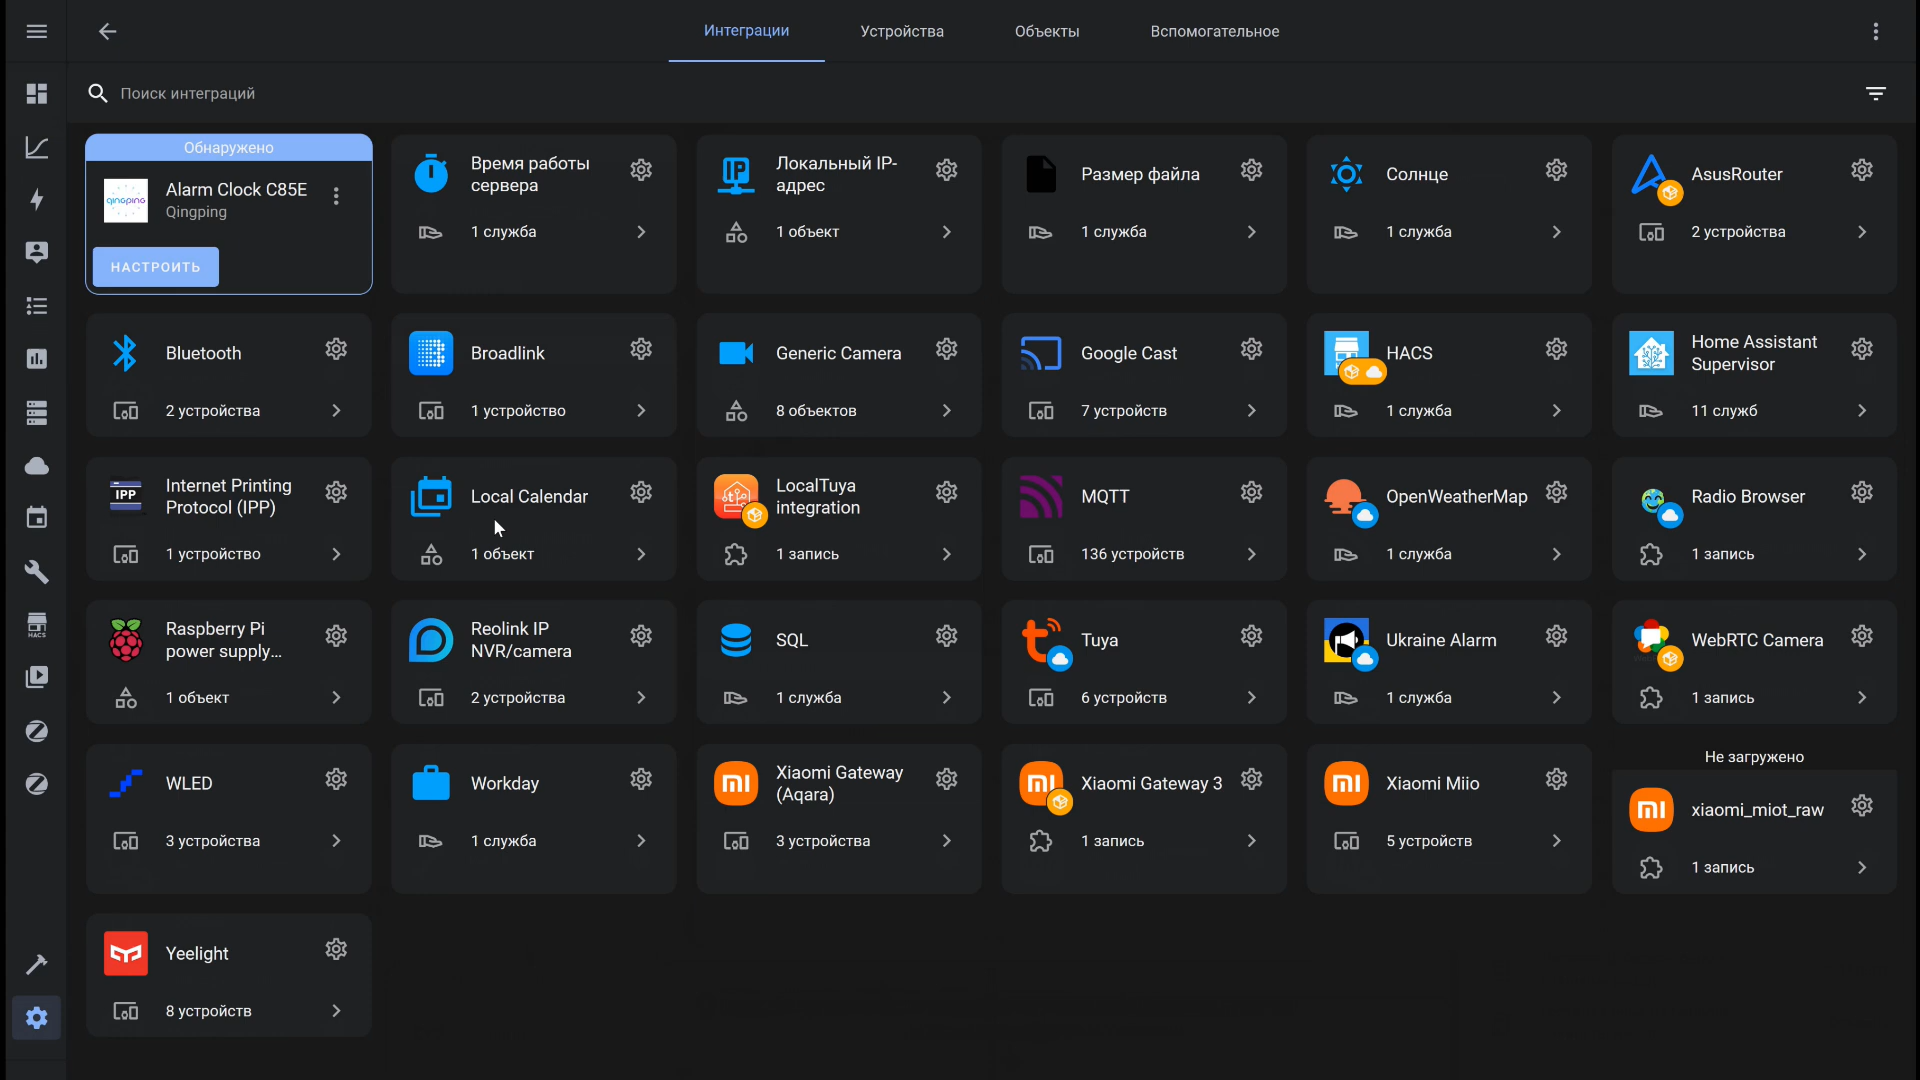 Интеграции
Устройства
Объекты
Вспомогательное
Поиск интеграций
Обнаружено
qingping
Alarm Clock C85E
Qingping
НАСТРОИТЬ
Время работы
сервера
1 служба
IP
Локальный IP-
адрес
1 объект
Размер файла
1 служба
Солнце
1 служба
AsusRouter
2 устройства
Bluetooth
2 устройства
Broadlink
1 устройство
Generic Camera
8 объектов
Google Cast
7 устройств
HACS
1 служба
Home Assistant
Supervisor
11 служб
IPP
Internet Printing
Protocol (IPP)
1 устройство
Local Calendar
1 объект
LocalTuya
integration
1 запись
MQTT
136 устройств
OpenWeatherMap
1 служба
Radio Browser
1 запись
HACS
Raspberry Pi
power supply...
1 объект
Reolink IP
NVR/camera
2 устройства
SQL
1 служба
Tuya
6 устройств
Ukraine Alarm
1 служба
WebRTC Camera
1 запись
WLED
3 устройства
Workday
1 служба
Xiaomi Gateway
(Aqara)
3 устройства
Xiaomi Gateway 3
1 запись
Xiaomi Miio
5 устройств
Не загружено
xiaomi_miot_raw
1 запись
Yeelight
8 устройств